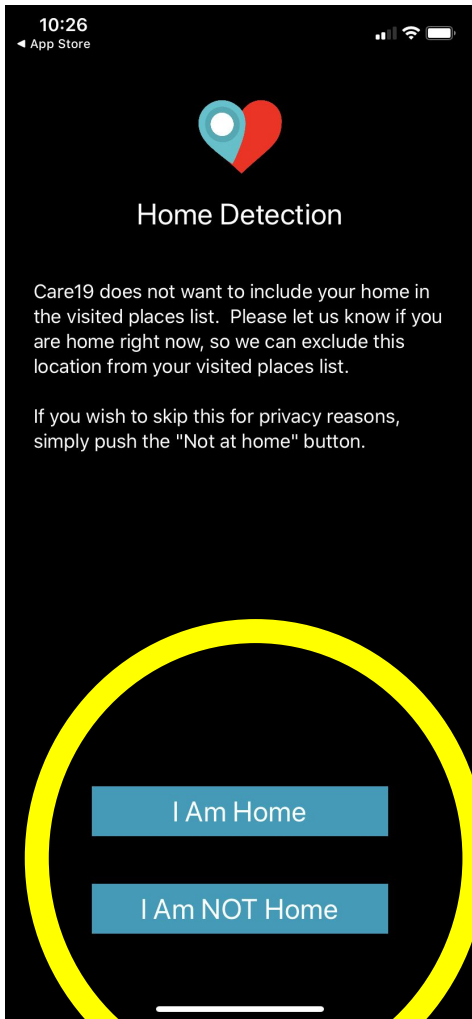 10:26
◀ App Store
Home Detection
Care19 does not want to include your home in
the visited places list.  Please let us know if you
are home right now, so we can exclude this
location from your visited places list.
If you wish to skip this for privacy reasons,
simply push the "Not at home" button.
I Am Home
I Am NOT Home